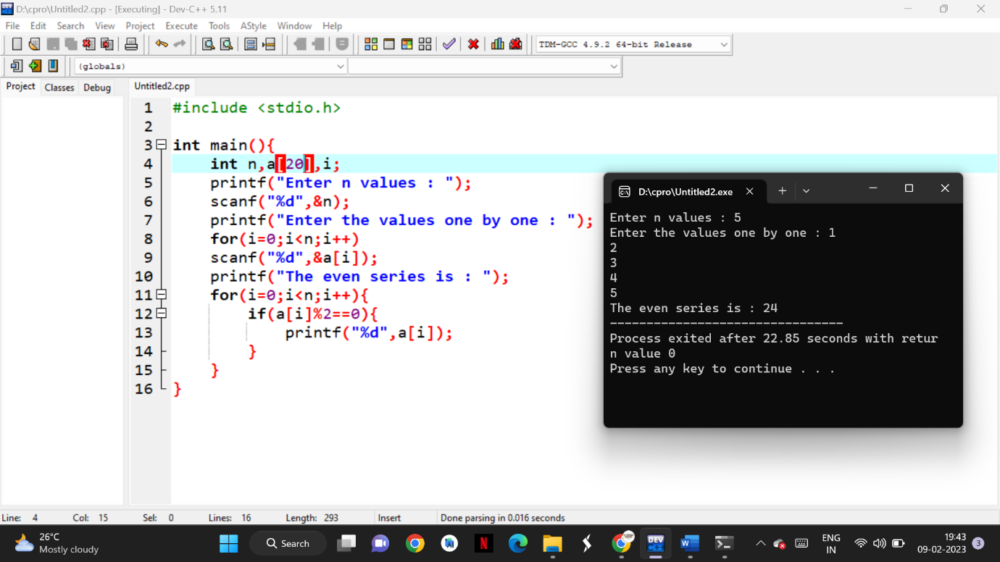 D:\cpro\Untitled2.cpp - [Executing] - Dev-C++ 5.11
File Edit Search View Project Execute Tools AStyle Window Help
TDM-GCC 4.9.2 64-bit Release
(globals)
Project Classes Debug
Untitled2.cpp
1 #include <stdio.h>
2
3 int main(){
4 int n,a[20],i;
5 printf("Enter n values : ");
6 scanf("%d",&n);
7 printf("Enter the values one by one : ");
8 for(i=0;i<n;i++)
9 scanf("%d",&a[i]);
10 printf("The even series is : ");
11 for(i=0;i<n;i++){
12 if(a[i]%2==0){
13 printf("%d",a[i]);
14 }
15 }
16 }
D:\cpro\Untitled2.exe
Enter n values : 5
Enter the values one by one : 1
2
3
4
5
The even series is : 24
--------------------------------
Process exited after 22.85 seconds with retur
n value 0
Press any key to continue . . .
Line: 4 Col: 15 Sel: 0 Lines: 16 Length: 293 Insert Done parsing in 0.016 seconds
26°C
Mostly cloudy
Search
DEV
ENG
IN
19:43
09-02-2023
3